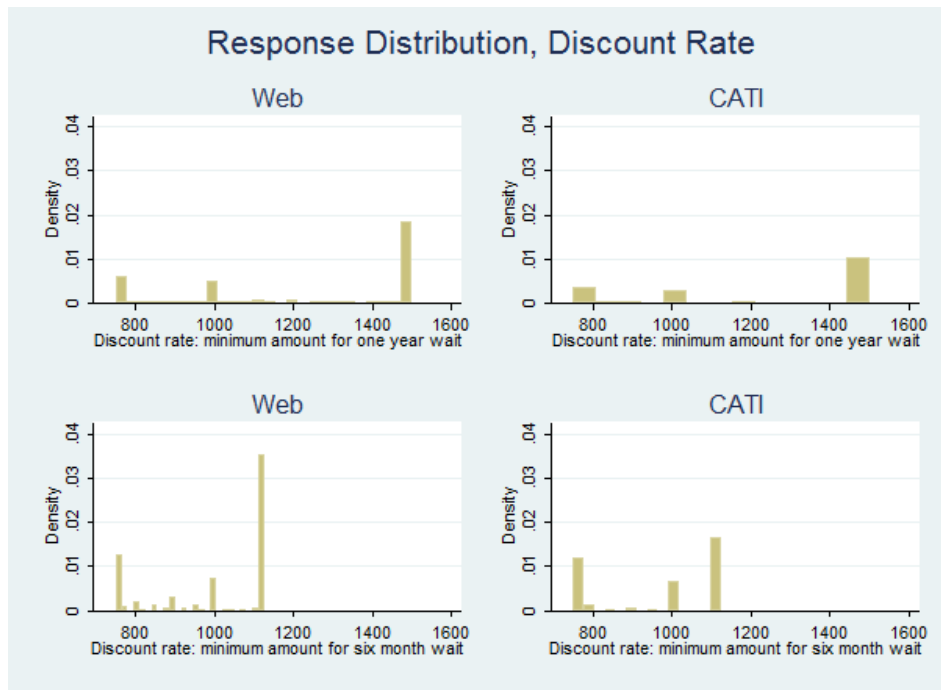 Response Distribution, Discount Rate
Web
.04
.03
.02
.01
0
Density
800 1000 1200 1400 1600
Discount rate: minimum amount for one year wait
CATI
.04
.03
.02
.01
0
Density
800 1000 1200 1400 1600
Discount rate: minimum amount for one year wait
Web
.04
.03
.02
.01
0
Density
800 1000 1200 1400 1600
Discount rate: minimum amount for six month wait
CATI
.04
.03
.02
.01
0
Density
800 1000 1200 1400 1600
Discount rate: minimum amount for six month wait